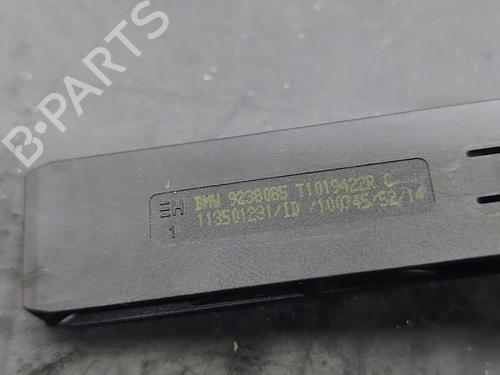 B-PARTS
EH BMW 9238085 T1019422R C
1 113501231/ID /100745/52/14